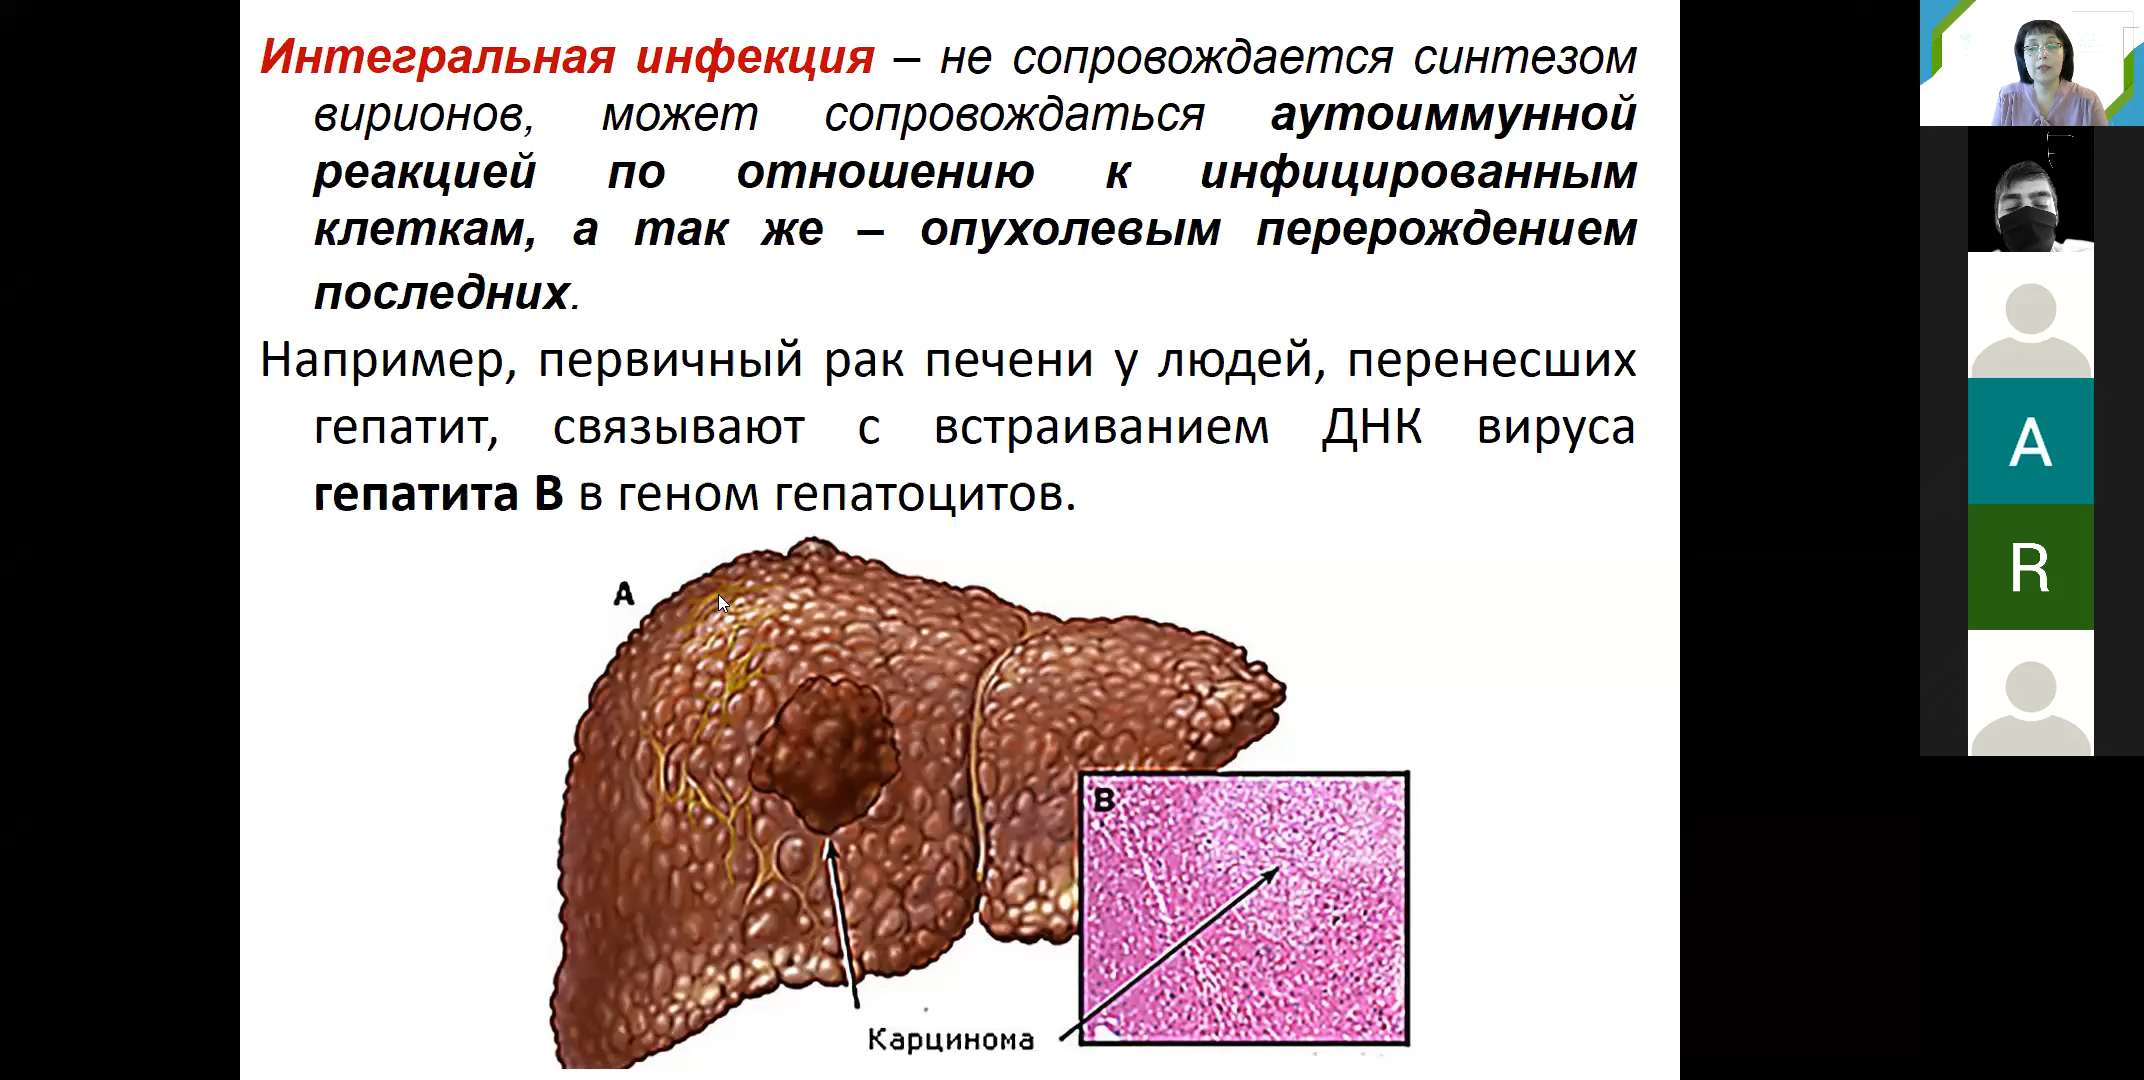 Интегральная инфекция – не сопровождается синтезом
вирионов, может сопровождаться аутоиммунной
реакцией по отношению к инфицированным
клеткам, а так же – опухолевым перерождением
последних.
Например, первичный рак печени у людей, перенесших
гепатит, связывают с встраиванием ДНК вируса
гепатита В в геном гепатоцитов.
A
B
Карцинома
A
R